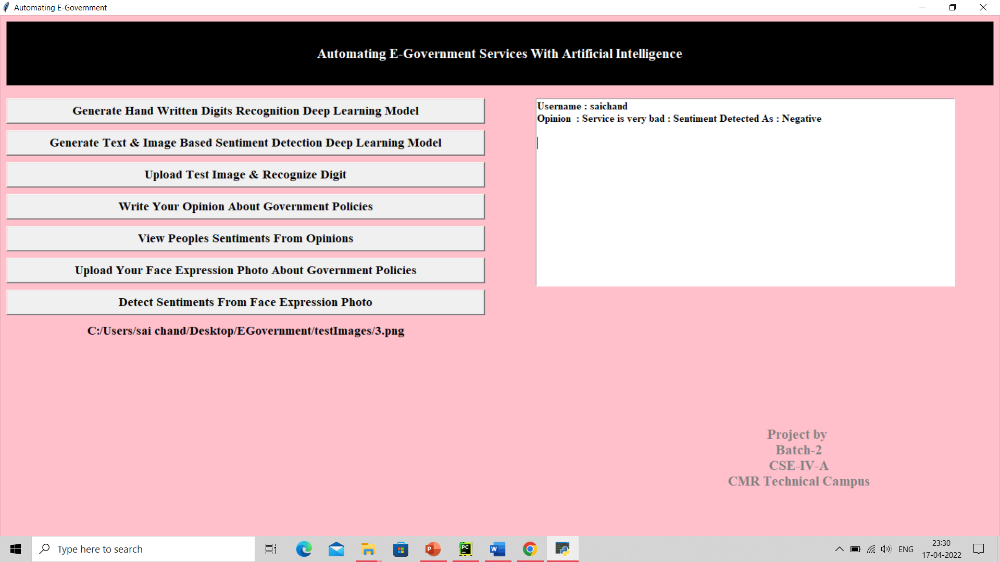 Automating E-Government
Automating E-Government Services With Artificial Intelligence
Generate Hand Written Digits Recognition Deep Learning Model
Generate Text & Image Based Sentiment Detection Deep Learning Model
Upload Test Image & Recognize Digit
Write Your Opinion About Government Policies
View Peoples Sentiments From Opinions
Upload Your Face Expression Photo About Government Policies
Detect Sentiments From Face Expression Photo
C:/Users/sai chand/Desktop/EGovernment/testImages/3.png
Username : saichand
Opinion  : Service is very bad : Sentiment Detected As : Negative
Project by
Batch-2
CSE-IV-A
CMR Technical Campus
Type here to search
P
PC
W
ENG
23:30
17-04-2022